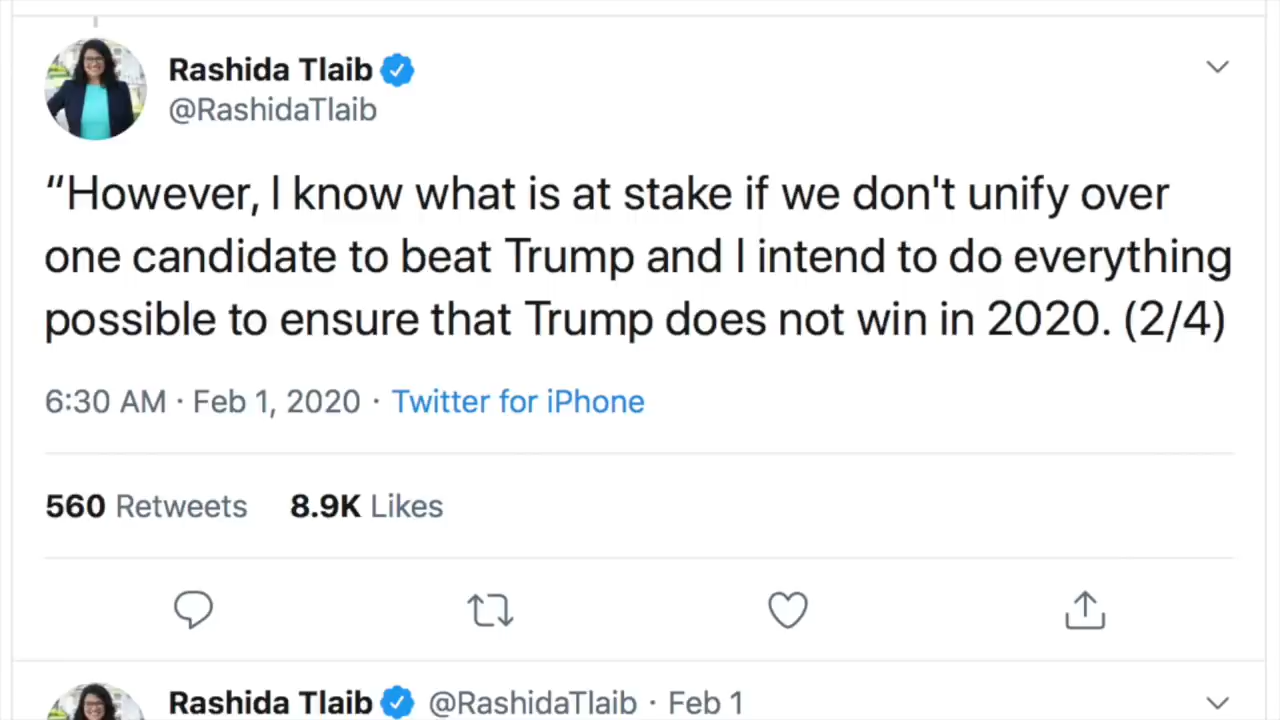 Rashida Tlaib
@RashidaTlaib
“However, I know what is at stake if we don't unify over
one candidate to beat Trump and I intend to do everything
possible to ensure that Trump does not win in 2020. (2/4)
6:30 AM · Feb 1, 2020 · Twitter for iPhone
560 Retweets 8.9K Likes
Rashida Tlaib @RashidaTlaib · Feb 1